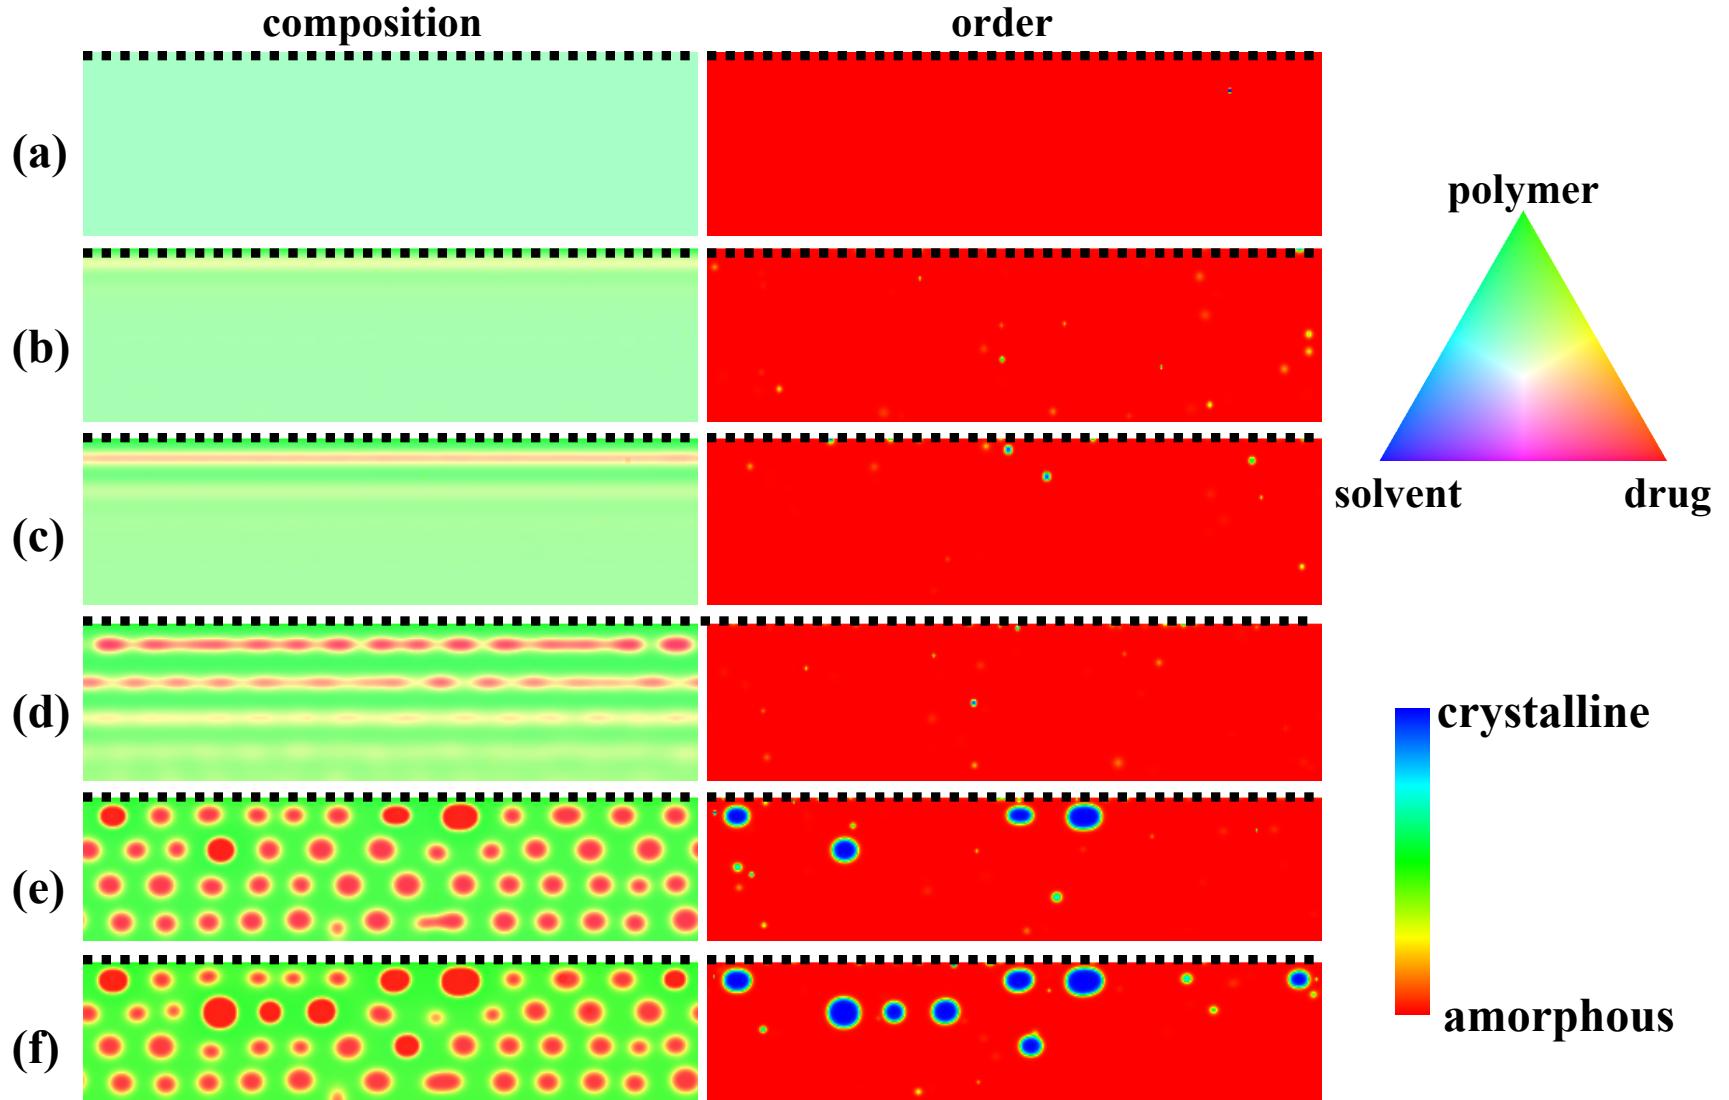 composition order
(a)
polymer
(b)
(c)
solvent drug
(d)
crystalline
(e)
amorphous
(f)